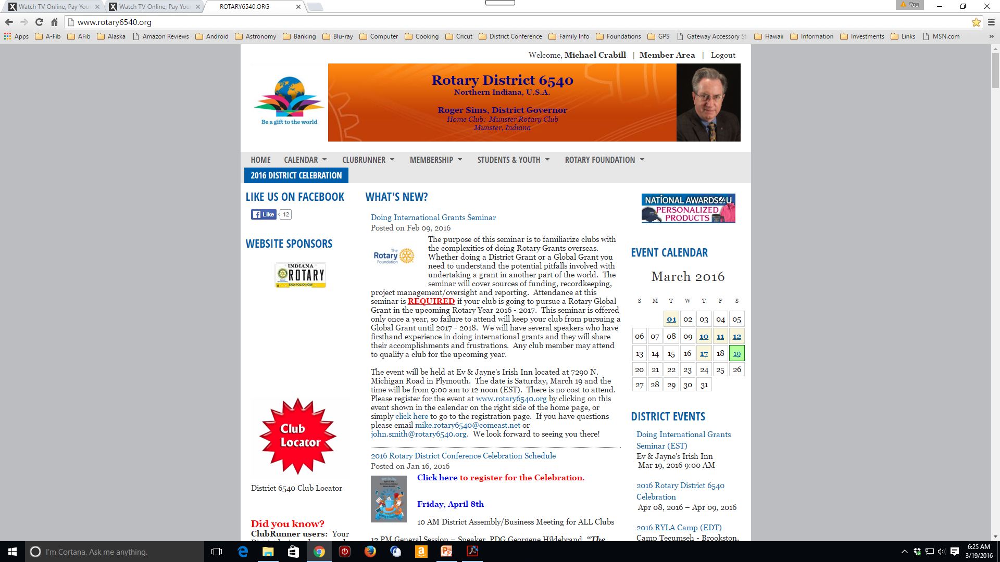 Watch TV Online, Pay You
Watch TV Online, Pay You
ROTARY6540.ORG
You
www.rotary6540.org
Apps A-Fib AFib Alaska Amazon Reviews Android Astronomy Banking Blu-ray Computer Cooking Cricut District Conference Family Info Foundations GPS Gateway Accessory St Hawaii Information Investments Links MSN.com »
Welcome, Michael Crabill | Member Area | Logout
Be a gift to the world
Rotary District 6540
Northern Indiana, U.S.A.
Roger Sims, District Governor
Home Club: Munster Rotary Club
Munster, Indiana
HOME CALENDAR CLUBRUNNER MEMBERSHIP STUDENTS & YOUTH ROTARY FOUNDATION
2016 DISTRICT CELEBRATION
LIKE US ON FACEBOOK
Like 12
WEBSITE SPONSORS
INDIANA
ROTARY
END POLIO NOW
Club
Locator
District 6540 Club Locator
Did you know?
ClubRunner users: Your
WHAT'S NEW?
Doing International Grants Seminar
Posted on Feb 09, 2016
The
Rotary
Foundation
The purpose of this seminar is to familiarize clubs with
the complexities of doing Rotary Grants overseas.
Whether doing a District Grant or a Global Grant you
need to understand the potential pitfalls involved with
undertaking a grant in another part of the world. The
seminar will cover sources of funding, recordkeeping,
project management/oversight and reporting. Attendance at this
seminar is REQUIRED if your club is going to pursue a Rotary Global
Grant in the upcoming Rotary Year 2016 - 2017. This seminar is offered
only once a year, so failure to attend will keep your club from pursuing a
Global Grant until 2017 - 2018. We will have several speakers who have
firsthand experience in doing international grants and they will share
their accomplishments and frustrations. Any club member may attend
to qualify a club for the upcoming year.
The event will be held at Ev & Jayne's Irish Inn located at 7290 N.
Michigan Road in Plymouth. The date is Saturday, March 19 and the
time will be from 9:00 am to 12 noon (EST). There is no cost to attend.
Please register for the event at www.rotary6540.org by clicking on this
event shown in the calendar on the right side of the home page, or
simply click here to go to the registration page. If you have questions
please email mike.rotary6540@comcast.net or
john.smith@rotary6540.org. We look forward to seeing you there!
2016 Rotary District Conference Celebration Schedule
Posted on Jan 16, 2016
Click here to register for the Celebration.
Friday, April 8th
10 AM District Assembly/Business Meeting for ALL Clubs
12 PM General Session – Speaker, PDG Georgene Hildebrand, “The
NATIONAL AWARDS4U
PERSONALIZED
PRODUCTS
EVENT CALENDAR
March 2016
S M T W T F S
01 02 03 04 05
06 07 08 09 10 11 12
13 14 15 16 17 18 19
20 21 22 23 24 25 26
27 28 29 30 31
DISTRICT EVENTS
Doing International Grants
Seminar (EST)
Ev & Jayne's Irish Inn
Mar 19, 2016 9:00 AM
2016 Rotary District 6540
Celebration
Apr 08, 2016 – Apr 09, 2016
2016 RYLA Camp (EDT)
Camp Tecumseh - Brookston,
I'm Cortana. Ask me anything.
6:25 AM
3/19/2016